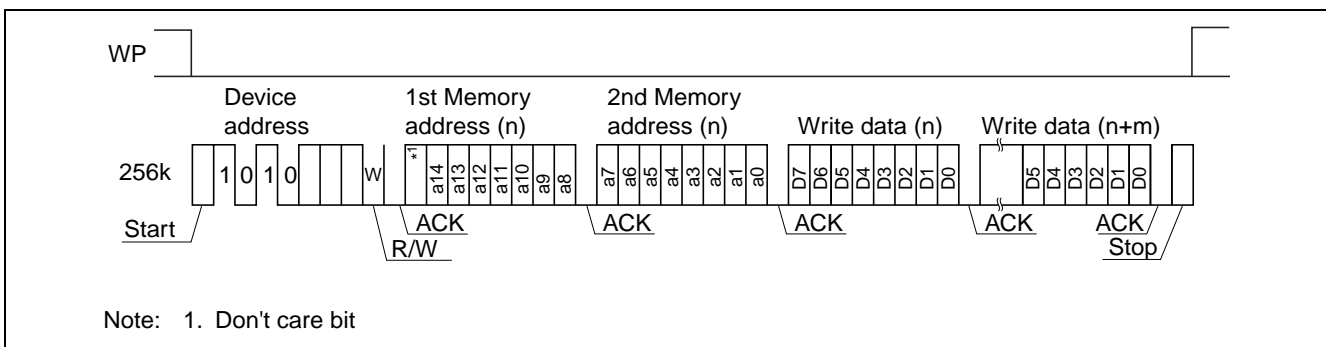 WP
Device 1st Memory 2nd Memory
address address (n) address (n) Write data (n) Write data (n+m)
256k 1 0 1 0 W *1 a14 a13 a12 a11 a10 a9 a8 a7 a6 a5 a4 a3 a2 a1 a0 D7 D6 D5 D4 D3 D2 D1 D0 D5 D4 D3 D2 D1 D0
Start ACK ACK ACK ACK ACK
R/W Stop
Note: 1. Don't care bit